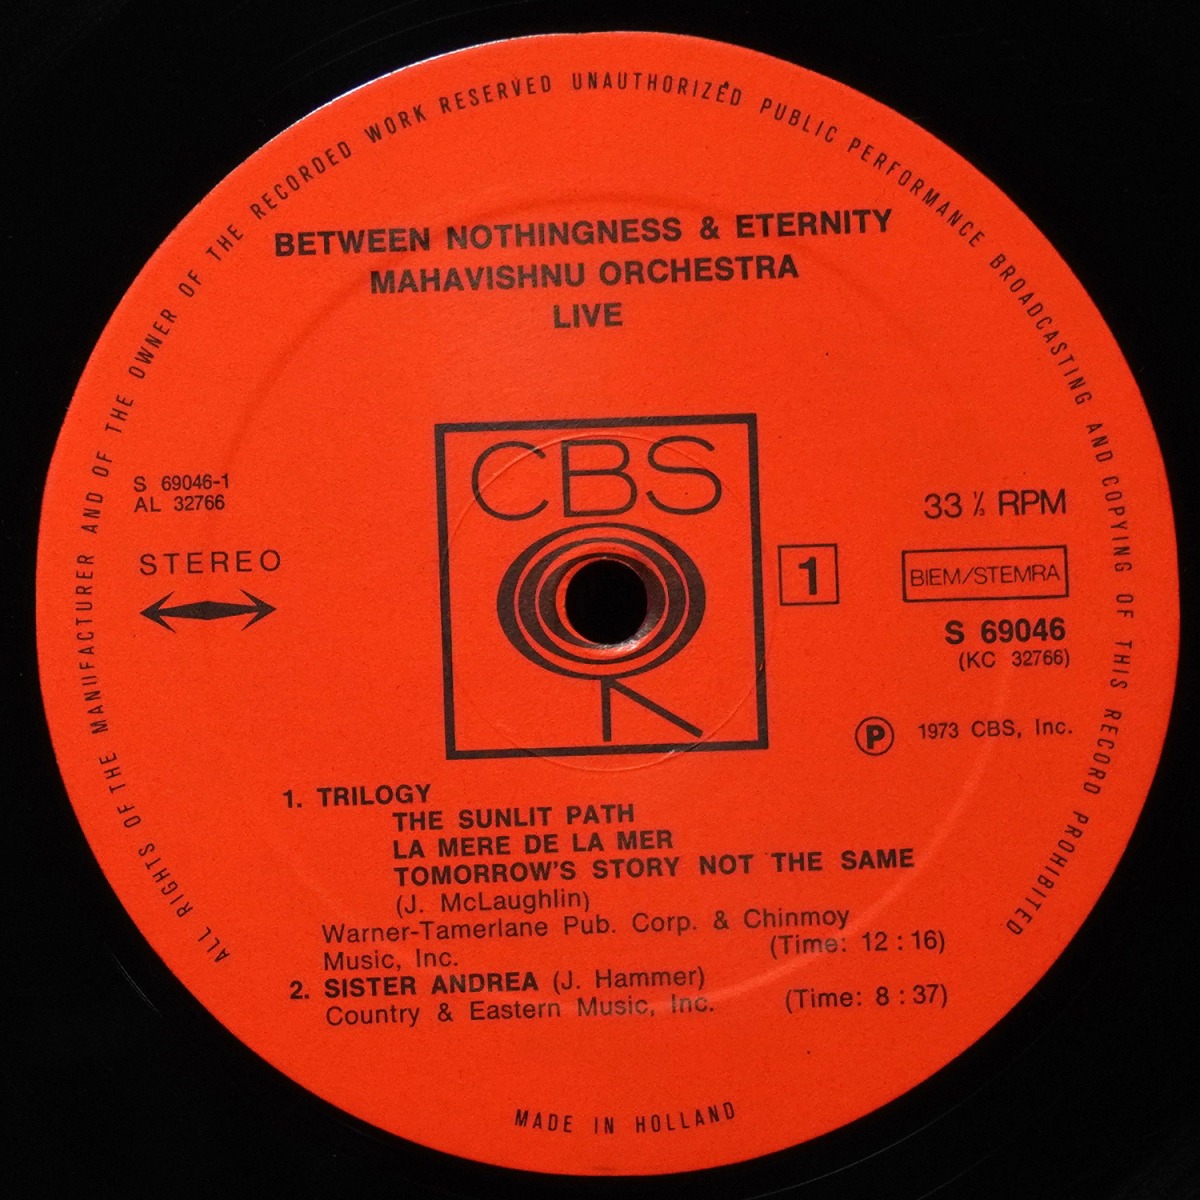 ALL RIGHTS OF THE MANUFACTURER AND OF THE OWNER OF THE RECORDED WORK RESERVED UNAUTHORIZED PUBLIC PERFORMANCE BROADCASTING AND COPYING OF THIS RECORD PROHIBITED
BETWEEN NOTHINGNESS & ETERNITY
MAHAVISHNU ORCHESTRA
LIVE
CBS
S 69046-1
AL 32766
STEREO
33 ⅓ RPM
1
BIEM/STEMRA
S 69046
(KC 32766)
Ⓟ 1973 CBS, Inc.
1. TRILOGY
THE SUNLIT PATH
LA MERE DE LA MER
TOMORROW'S STORY NOT THE SAME
(J. McLaughlin)
Warner-Tamerlane Pub. Corp. & Chinmoy
Music, Inc. (Time: 12 : 16)
2. SISTER ANDREA (J. Hammer)
Country & Eastern Music, Inc. (Time: 8 : 37)
MADE IN HOLLAND